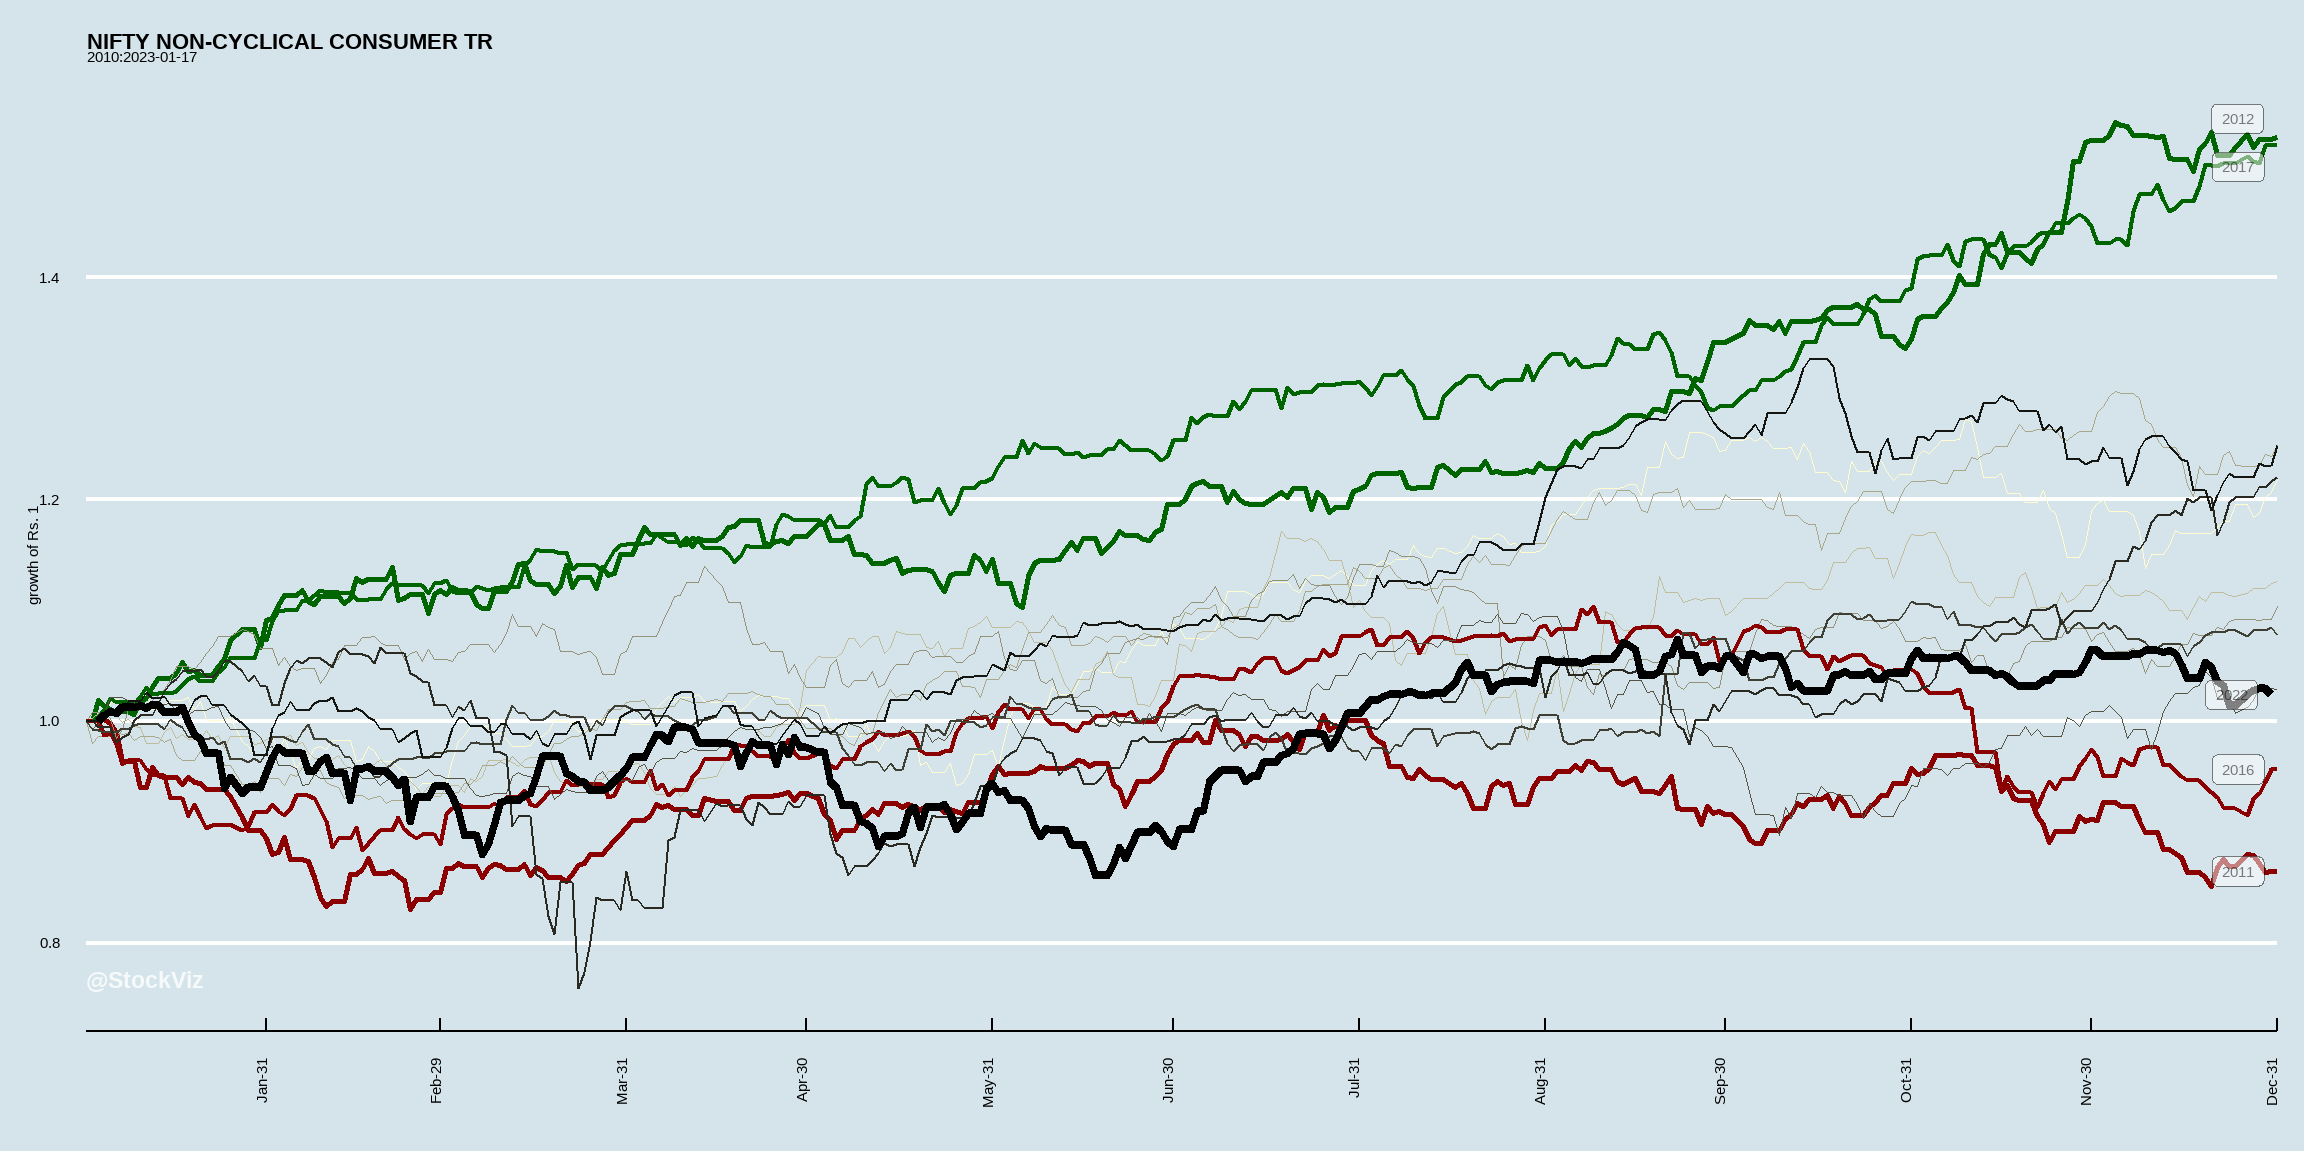 NIFTY NON-CYCLICAL CONSUMER TR
2010:2023-01-17
2012
2017
1.4
1.2
growth of Rs. 1
1.0
2022
2016
2011
0.8
@StockViz
Jan-31
Feb-29
Mar-31
Apr-30
May-31
Jun-30
Jul-31
Aug-31
Sep-30
Oct-31
Nov-30
Dec-31